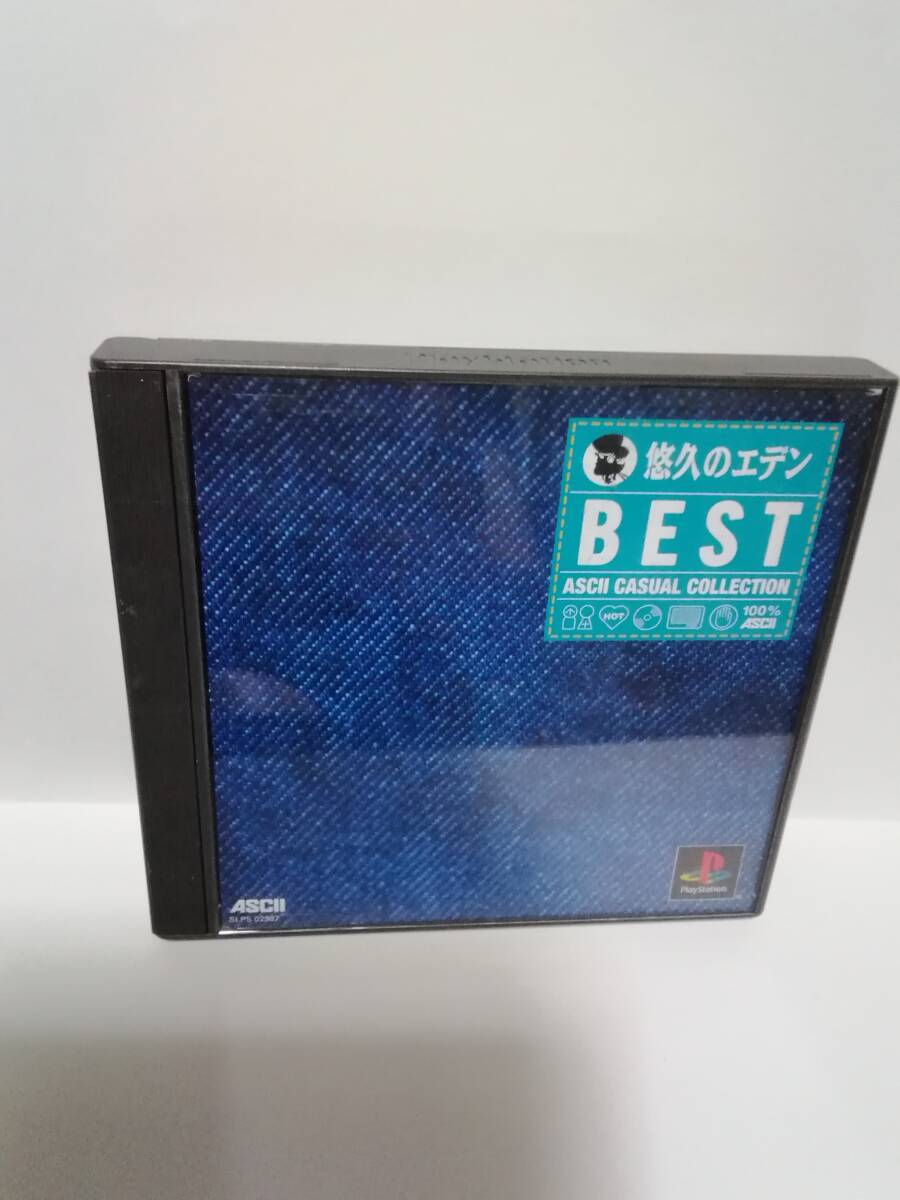 悠久のエデン
BEST
ASCII CASUAL COLLECTION
HOT
100%
ASCII
PlayStation
ASCII